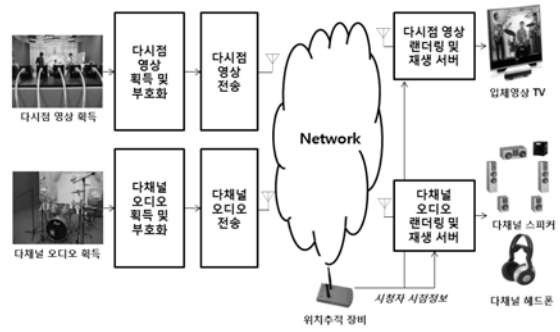 다시점 영상 획득
다시점
영상
획득 및
부호화
다시점
영상
전송
Network
다시점 영상
랜더링 및
재생 서버
입체영상 TV
다채널 오디오 획득
다채널
오디오
획득 및
부호화
다채널
오디오
전송
다채널
오디오
랜더링 및
재생 서버
다채널 스피커
다채널 헤드폰
시청자 시점정보
위치추적 장비